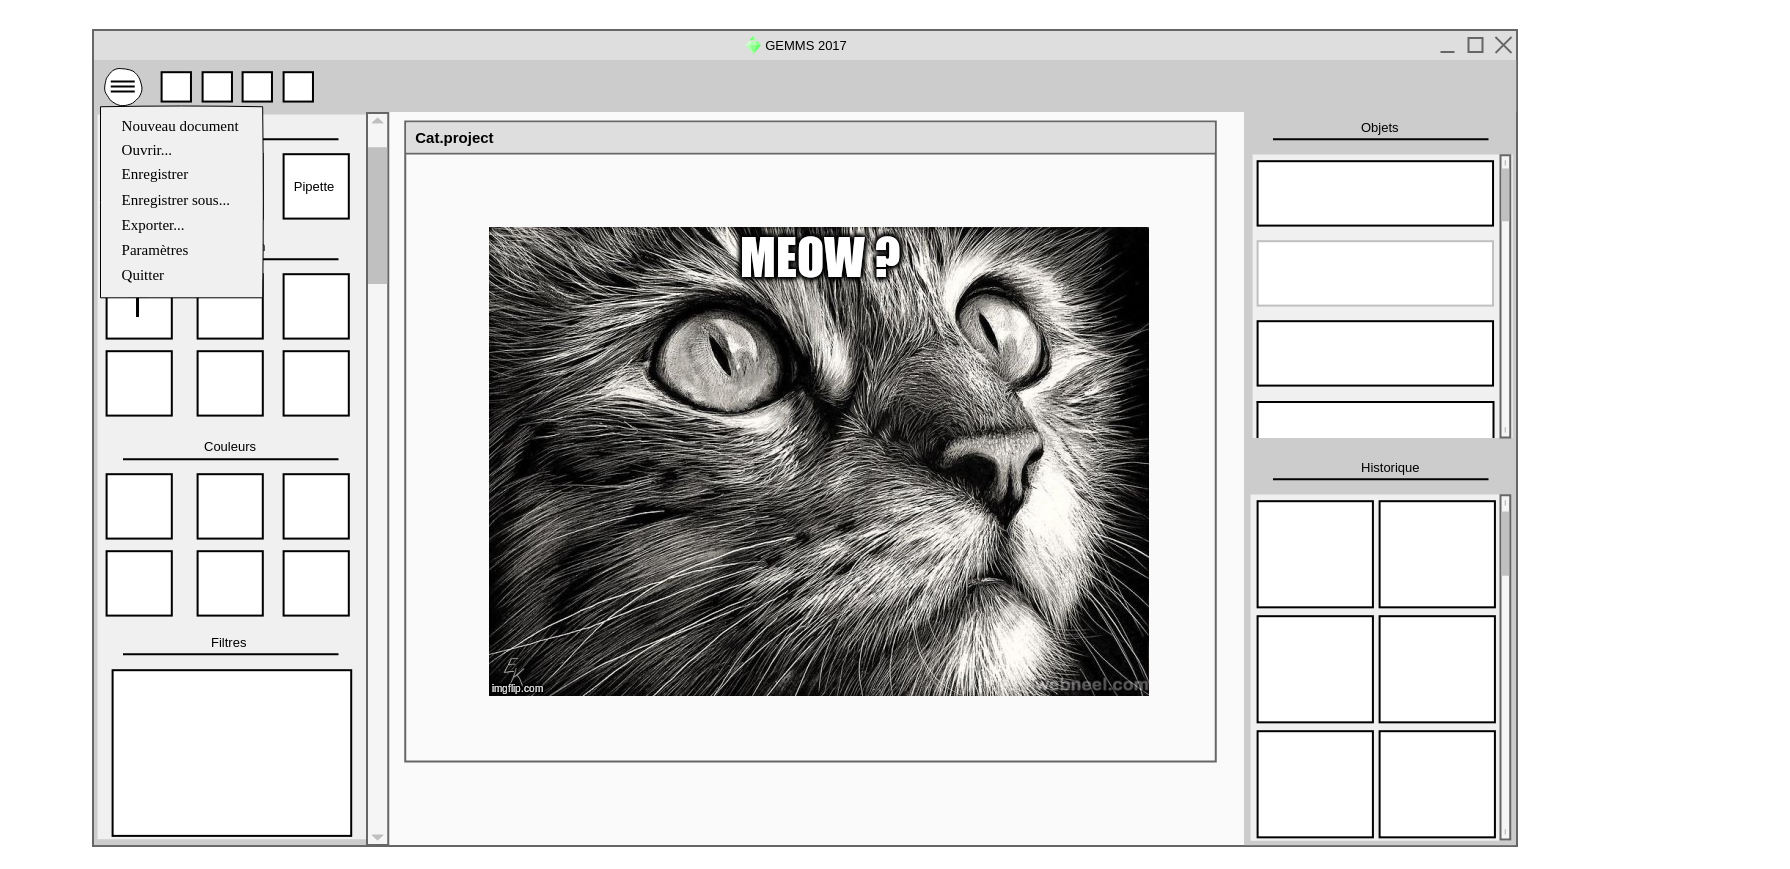 GEMMS 2017
Nouveau document
Ouvrir...
Enregistrer
Enregistrer sous...
Exporter...
Paramètres
Quitter
Pipette
Couleurs
Filtres
Cat.project
MEOW ?
imgflip.com
webneel.com
Objets
Historique